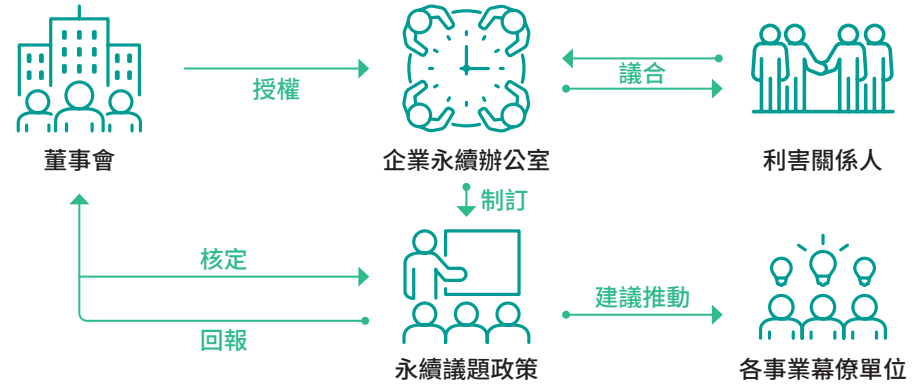 授權
議合
董事會
企業永續辦公室
利害關係人
制訂
核定
建議推動
回報
永續議題政策
各事業幕僚單位